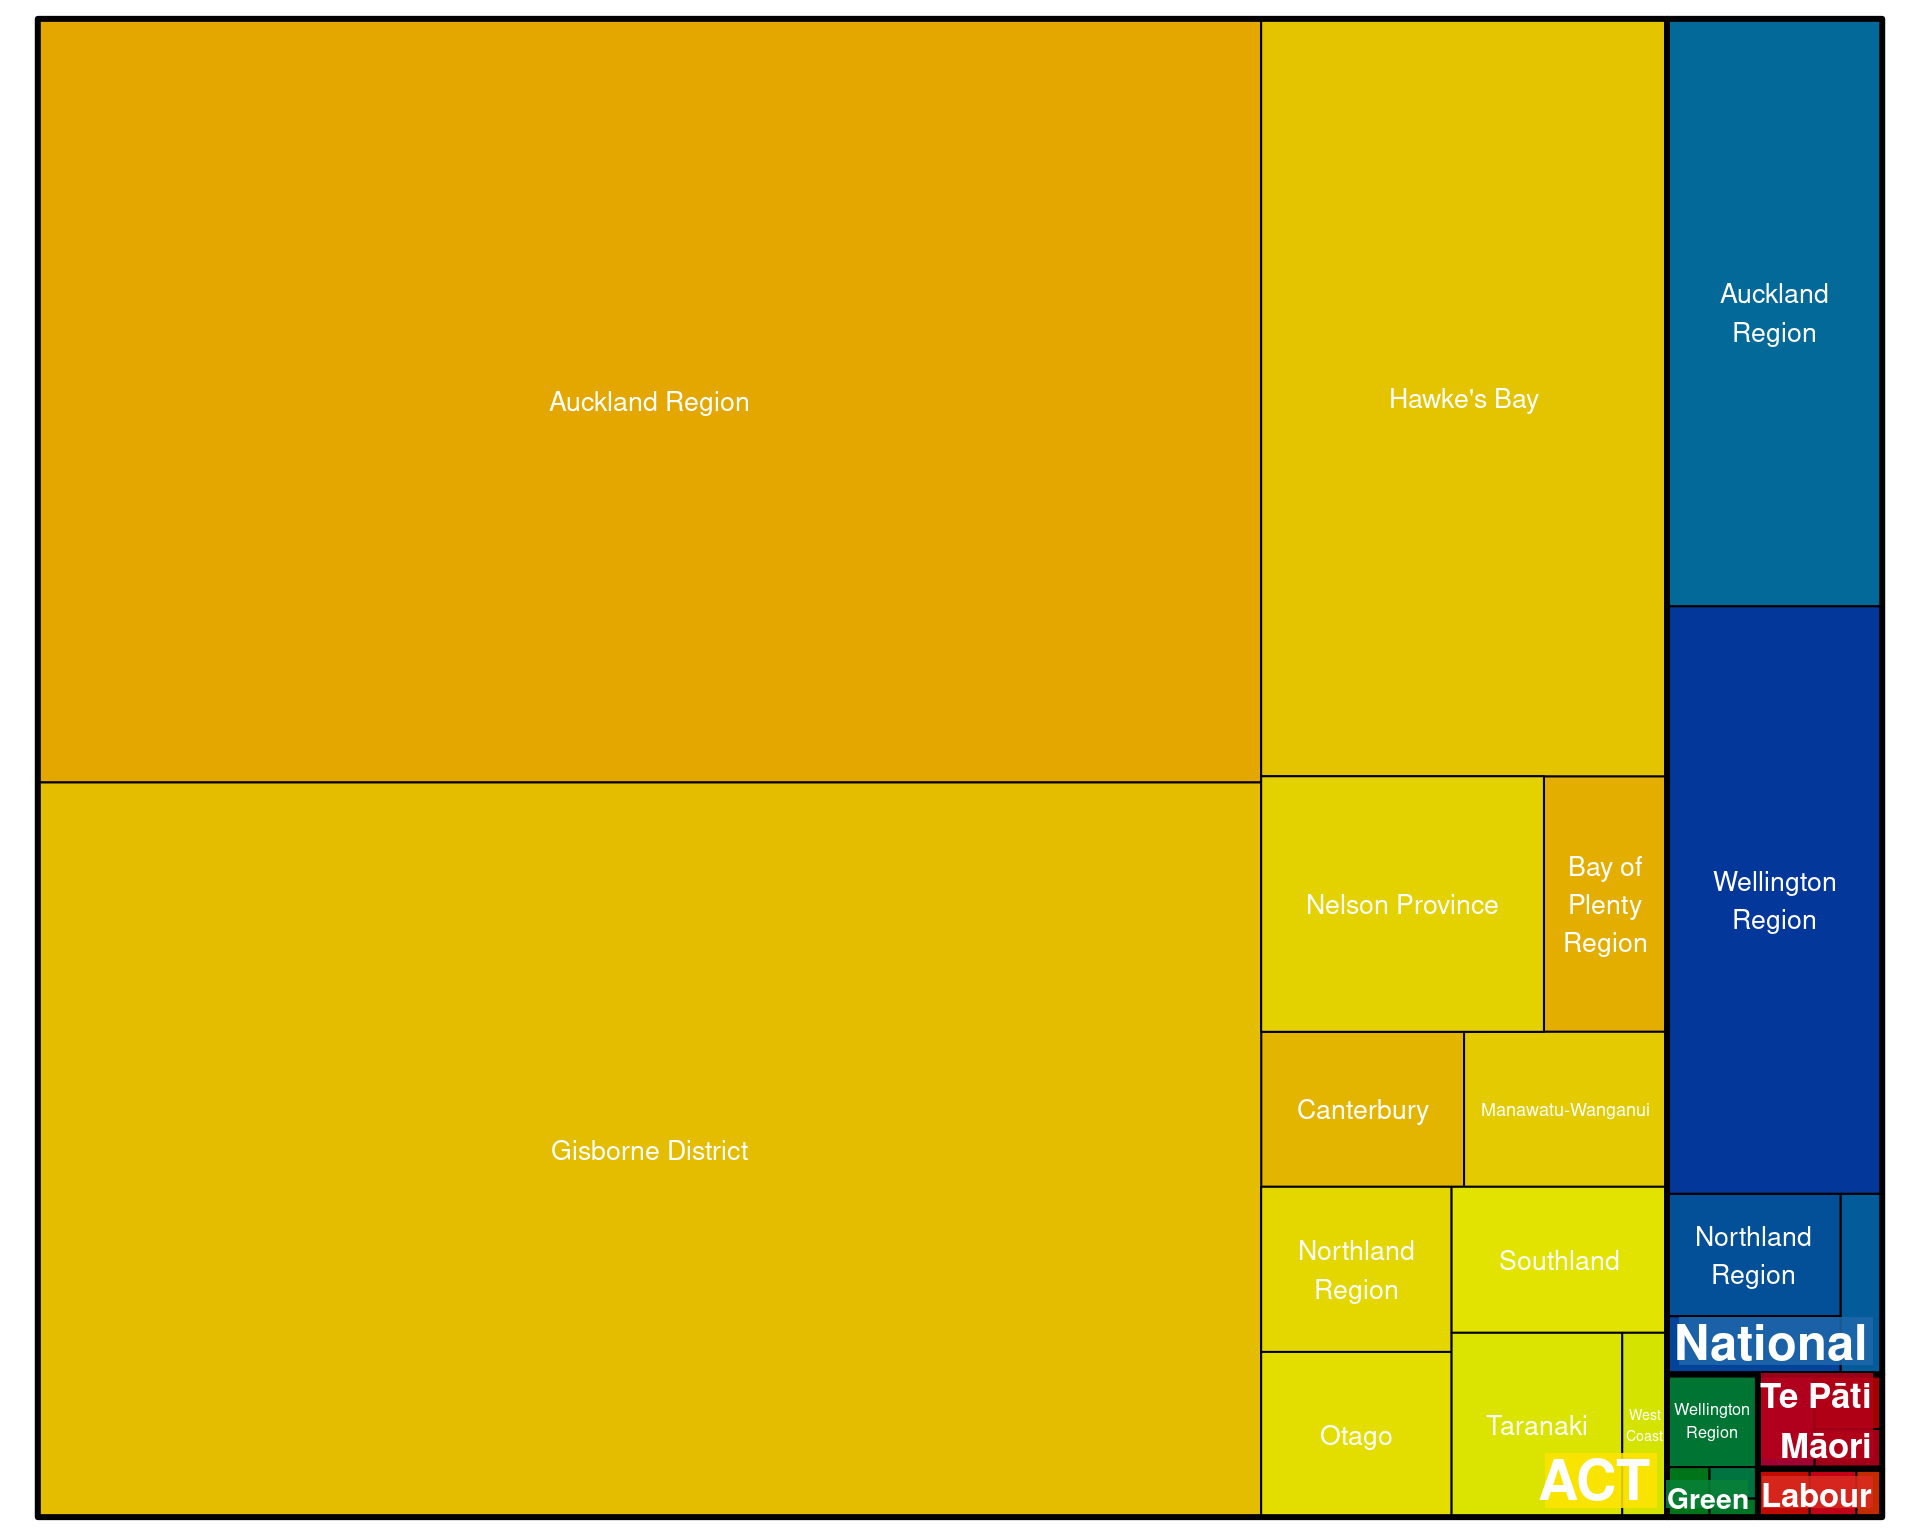 Auckland Region
Gisborne District
Hawke's Bay
Nelson Province
Bay of
Plenty
Region
Canterbury
Manawatu-Wanganui
Northland
Region
Southland
Otago
Taranaki
West
Coast
ACT
Auckland
Region
Wellington
Region
Northland
Region
National
Wellington
Region
Green
Te Pāti
Māori
Labour